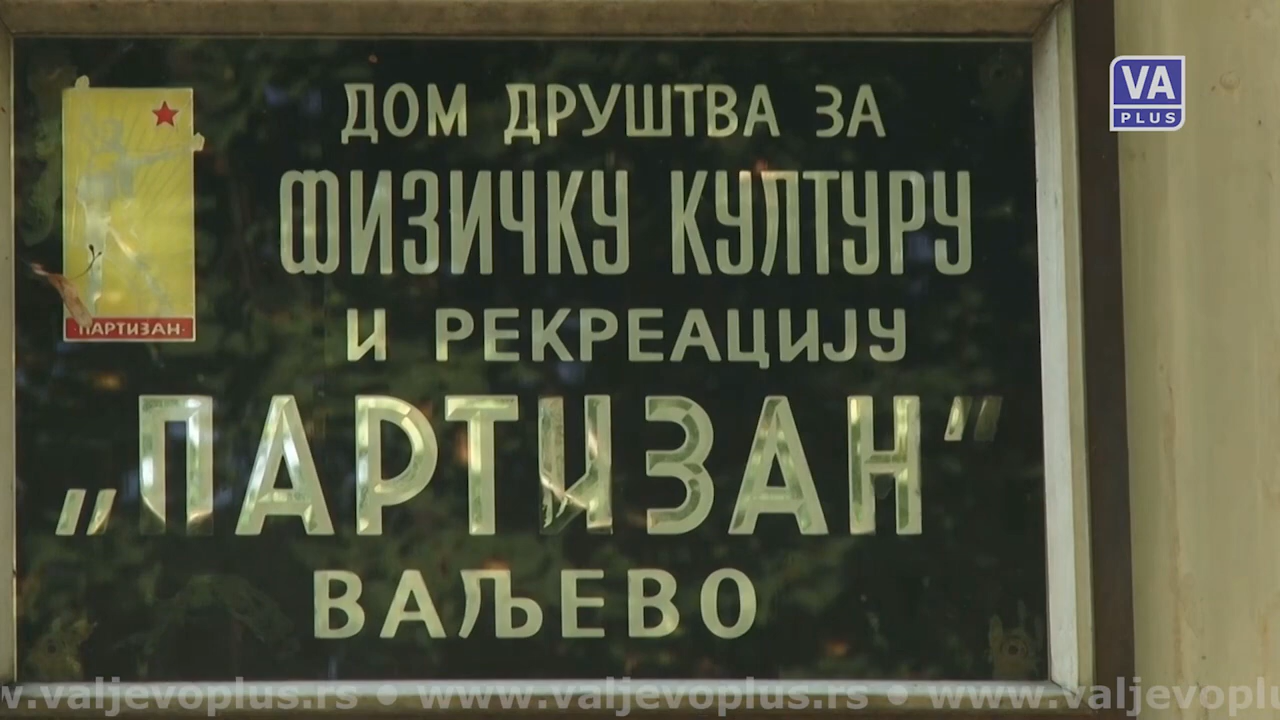 ДОМ ДРУШТВА ЗА
ФИЗИЧКУ КУЛТУРУ
И РЕКРЕАЦИЈУ
„ПАРТИЗАН”
ВАЉЕВО
·ПАРТИЗАН·
VA
PLUS
www.valjevoplus.rs • www.valjevoplus.rs • www.valjevoplus